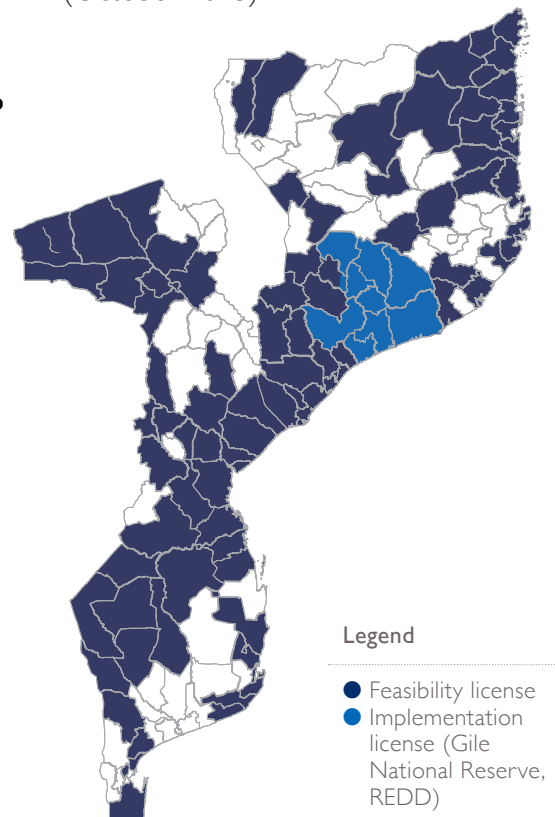 Legend
Feasibility license
Implementation
license (Gile
National Reserve,
REDD)